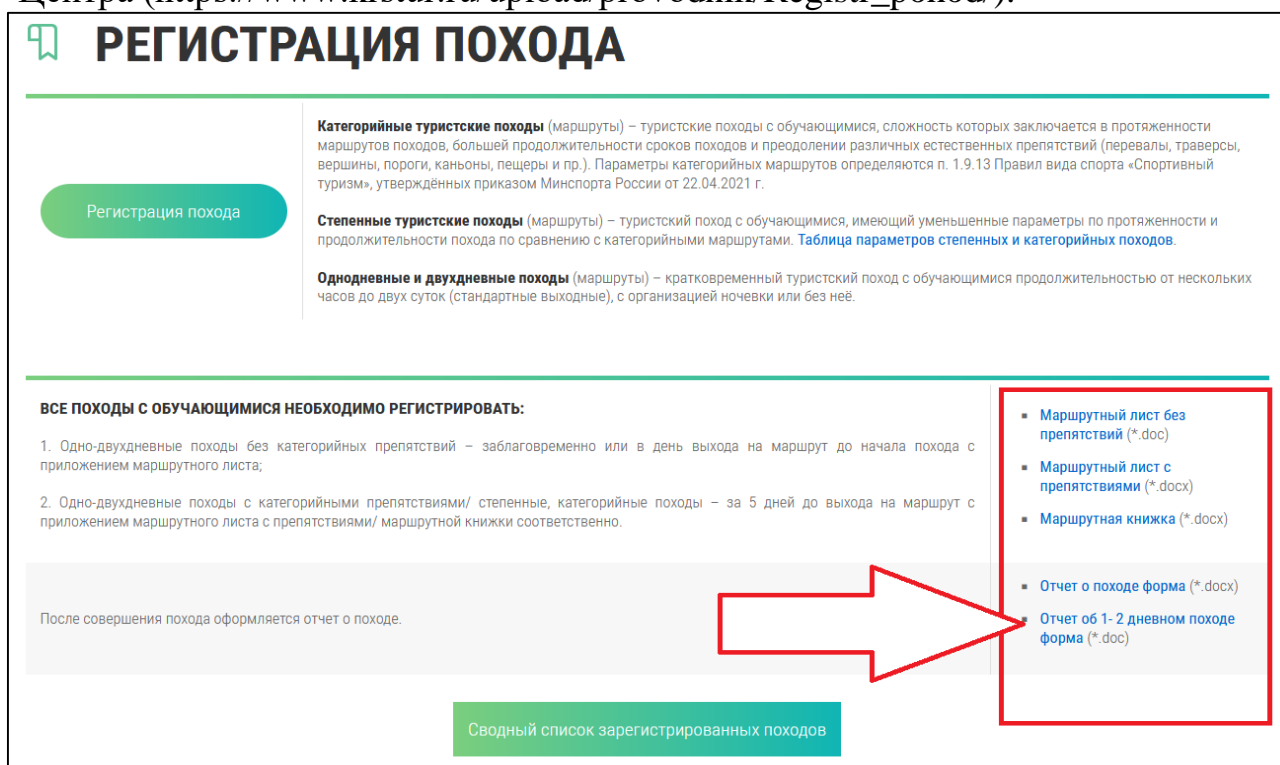 Центра (https://www.kfstur.ru/upload/provodnik/Registr_pohod/).
РЕГИСТРАЦИЯ ПОХОДА
Категорийные туристские походы (маршруты) – туристские походы с обучающимися, сложность которых заключается в протяженности
маршрутов походов, большей продолжительности сроков походов и преодолении различных естественных препятствий (перевалы, траверсы,
вершины, пороги, каньоны, пещеры и пр.). Параметры категорийных маршрутов определяются п. 1.9.13 Правил вида спорта «Спортивный
туризм», утверждённых приказом Минспорта России от 22.04.2021 г.
Регистрация похода
Степенные туристские походы (маршруты) – туристский поход с обучающимися, имеющий уменьшенные параметры по протяженности и
продолжительности похода по сравнению с категорийными маршрутами. Таблица параметров степенных и категорийных походов.
Однодневные и двухдневные походы (маршруты) – кратковременный туристский поход с обучающимися продолжительностью от нескольких
часов до двух суток (стандартные выходные), с организацией ночевки или без неё.
ВСЕ ПОХОДЫ С ОБУЧАЮЩИМИСЯ НЕОБХОДИМО РЕГИСТРИРОВАТЬ:
1. Одно-двухдневные походы без категорийных препятствий – заблаговременно или в день выхода на маршрут до начала похода с
приложением маршрутного листа;
2. Одно-двухдневные походы с категорийными препятствиями/ степенные, категорийные походы – за 5 дней до выхода на маршрут с
приложением маршрутного листа с препятствиями/ маршрутной книжки соответственно.
Маршрутный лист без
препятствий (*.doc)
Маршрутный лист с
препятствиями (*.docx)
Маршрутная книжка (*.docx)
После совершения похода оформляется отчет о походе.
Отчет о походе форма (*.docx)
Отчет об 1- 2 дневном походе
форма (*.doc)
Сводный список зарегистрированных походов